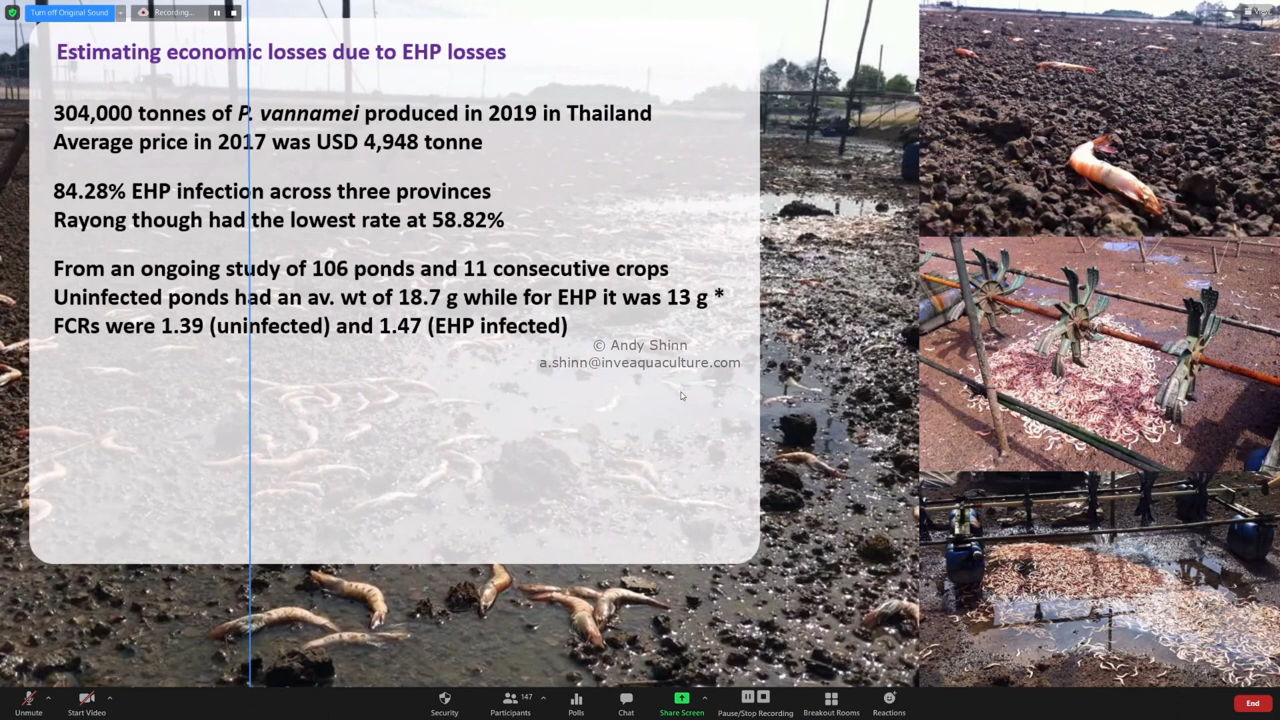 Turn off Original Sound
Recording...
View
Estimating economic losses due to EHP losses
304,000 tonnes of P. vannamei produced in 2019 in Thailand
Average price in 2017 was USD 4,948 tonne
84.28% EHP infection across three provinces
Rayong though had the lowest rate at 58.82%
From an ongoing study of 106 ponds and 11 consecutive crops
Uninfected ponds had an av. wt of 18.7 g while for EHP it was 13 g *
FCRs were 1.39 (uninfected) and 1.47 (EHP infected)
© Andy Shinn
a.shinn@inveaquaculture.com
Unmute
Start Video
Security
Participants
147
Polls
Chat
Share Screen
Pause/Stop Recording
Breakout Rooms
Reactions
End